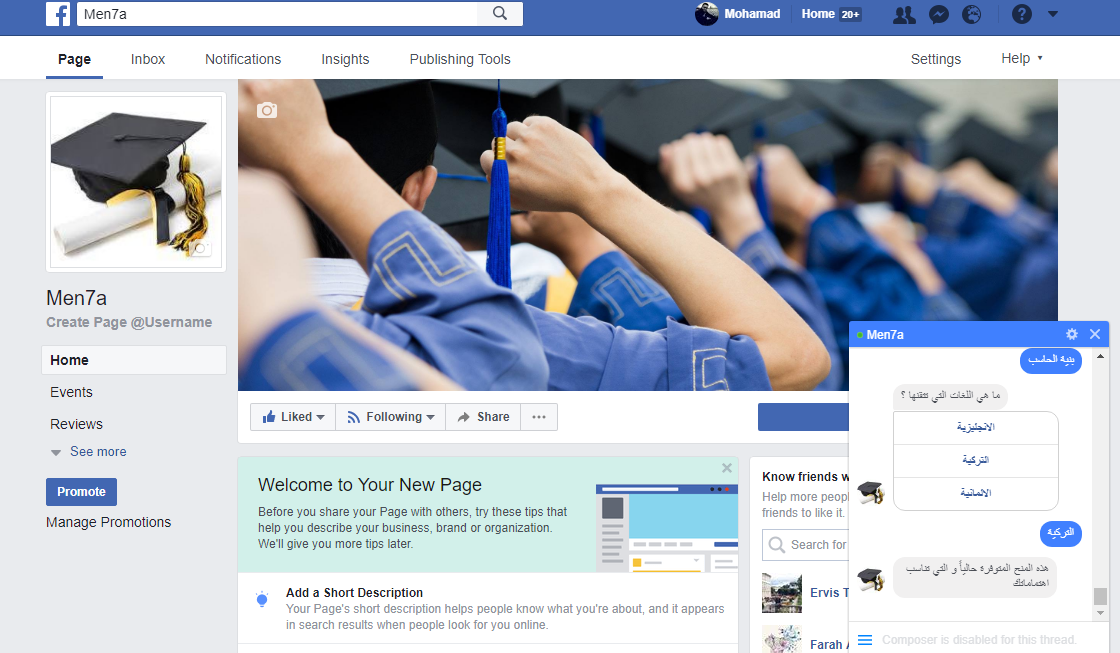 Men7a
Mohamad
Home 20+
Page
Inbox
Notifications
Insights
Publishing Tools
Settings
Help
Men7a
Create Page @Username
Home
Events
Reviews
See more
Promote
Manage Promotions
Liked
Following
Share
Welcome to Your New Page
Before you share your Page with others, try these tips that
help you describe your business, brand or organization.
We'll give you more tips later.
Add a Short Description
Your Page's short description helps people know what you're about, and it appears
in search results when people look for you online.
Know friends w
Help more peopl
friends to like it.
Search for
Ervis T
Farah A
Men7a
بنية الحاسب
ما هي اللغات التي تتقنها ؟
الانجليزية
التركية
الالمانية
التركية
هذه المنح المتوفرة حالياً و التي تناسب
اهتماماتك
Composer is disabled for this thread.